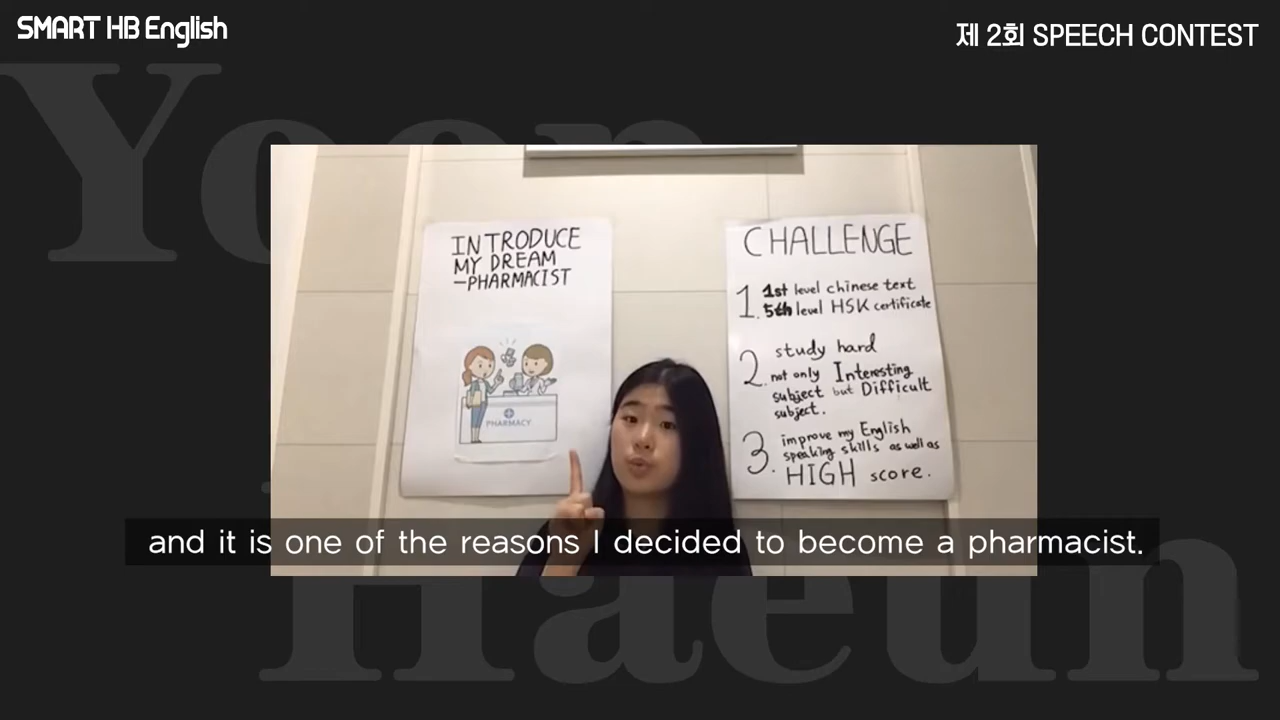 SMART HB English
제 2회 SPEECH CONTEST
Yoon
INTRODUCE
MY DREAM
-PHARMACIST
PHARMACY
CHALLENGE
1. 1st level chinese text
5th level HSK certificate
2. study hard
not only Interesting
subject but Difficult
subject.
3. improve my English
speaking skills as well as
HIGH score.
and it is one of the reasons I decided to become a pharmacist.
Haeun